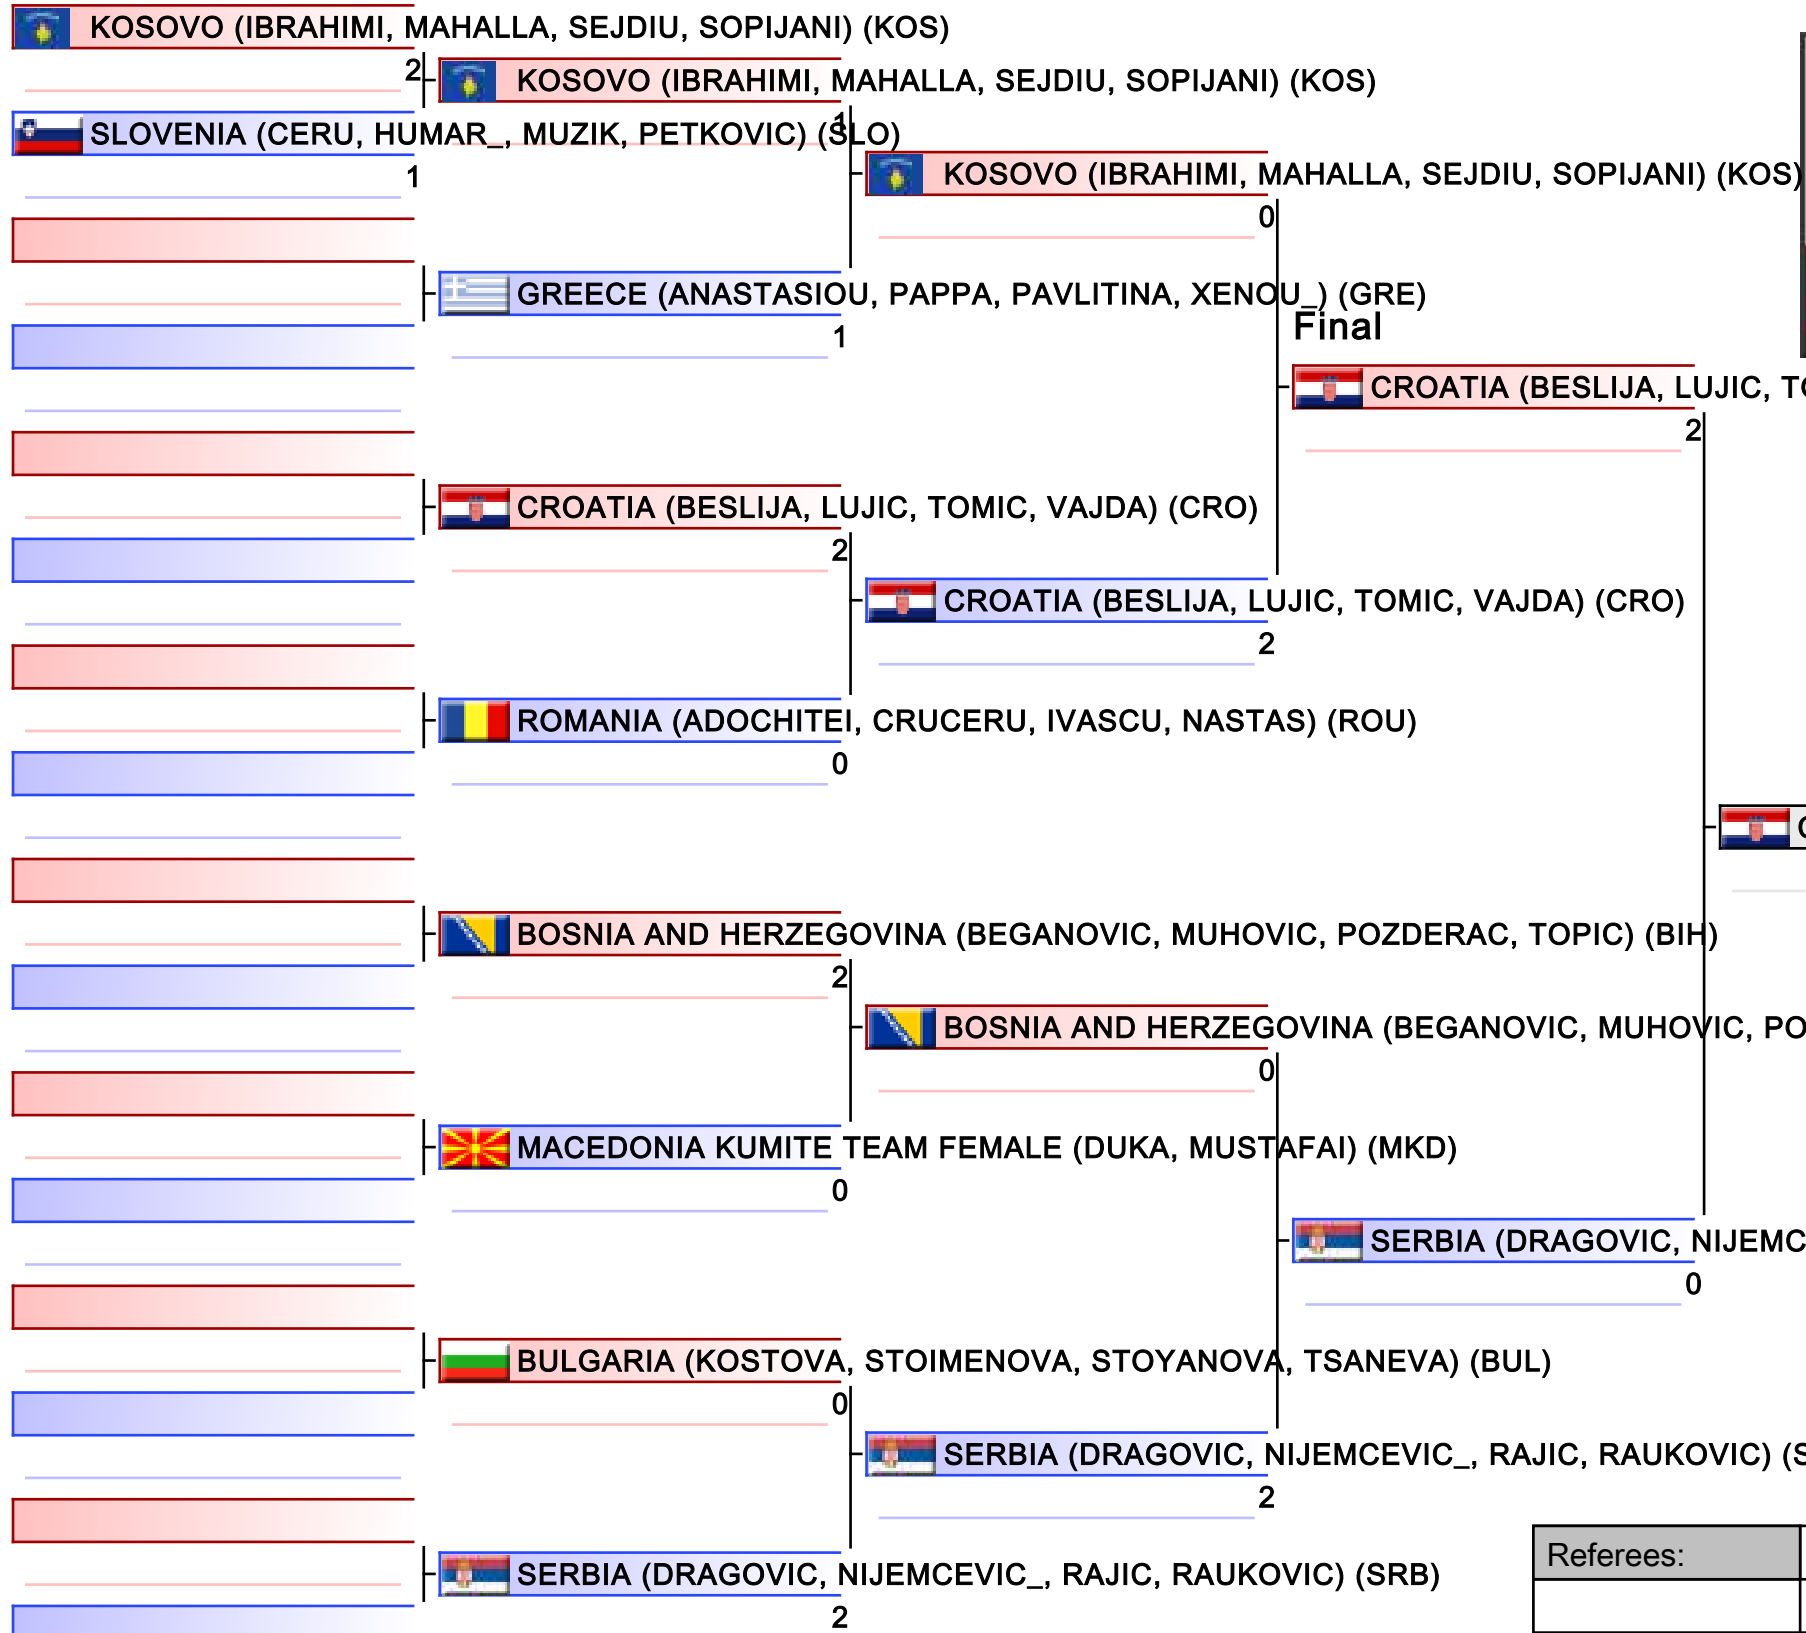 KOSOVO (IBRAHIMI, MAHALLA, SEJDIU, SOPIJANI) (KOS)
2
KOSOVO (IBRAHIMI, MAHALLA, SEJDIU, SOPIJANI) (KOS)
1
SLOVENIA (CERU, HUMAR_, MUZIK, PETKOVIC) (SLO)
1
KOSOVO (IBRAHIMI, MAHALLA, SEJDIU, SOPIJANI) (KOS)
0
GREECE (ANASTASIOU, PAPPA, PAVLITINA, XENOU_) (GRE)
1
Final
CROATIA (BESLIJA, LUJIC, TO
2
CROATIA (BESLIJA, LUJIC, TOMIC, VAJDA) (CRO)
2
CROATIA (BESLIJA, LUJIC, TOMIC, VAJDA) (CRO)
2
ROMANIA (ADOCHITEI, CRUCERU, IVASCU, NASTAS) (ROU)
0
BOSNIA AND HERZEGOVINA (BEGANOVIC, MUHOVIC, POZDERAC, TOPIC) (BIH)
2
BOSNIA AND HERZEGOVINA (BEGANOVIC, MUHOVIC, PO
0
MACEDONIA KUMITE TEAM FEMALE (DUKA, MUSTAFAI) (MKD)
0
SERBIA (DRAGOVIC, NIJEMC
0
BULGARIA (KOSTOVA, STOIMENOVA, STOYANOVA, TSANEVA) (BUL)
0
SERBIA (DRAGOVIC, NIJEMCEVIC_, RAJIC, RAUKOVIC) (S
2
Referees:
SERBIA (DRAGOVIC, NIJEMCEVIC_, RAJIC, RAUKOVIC) (SRB)
2